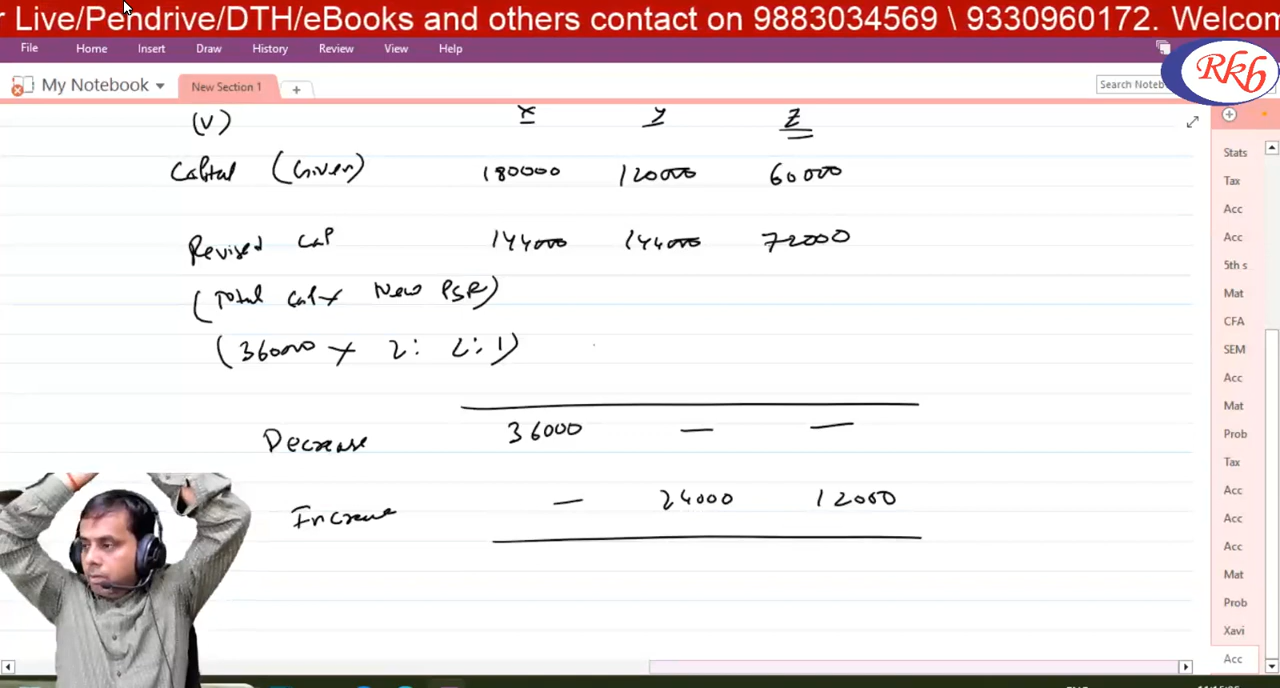 r Live/Pendrive/DTH/eBooks and others contact on 9883034569 \ 9330960172. Welcom
File Home Insert Draw History Review View Help
RKB
My Notebook New Section 1 + Search Noteb
(V) X Y Z
Capital (Given) 180000 120000 60000
Revised Cap 144000 144000 72000
(Total Cap x New PSR)
(360000 x 2: 2: 1)
Decrease 36000 — —
Increase — 24000 12000
Stats
Tax
Acc
Acc
5th s
Mat
CFA
SEM
Acc
Mat
Prob
Tax
Acc
Acc
Acc
Mat
Prob
Xavi
Acc